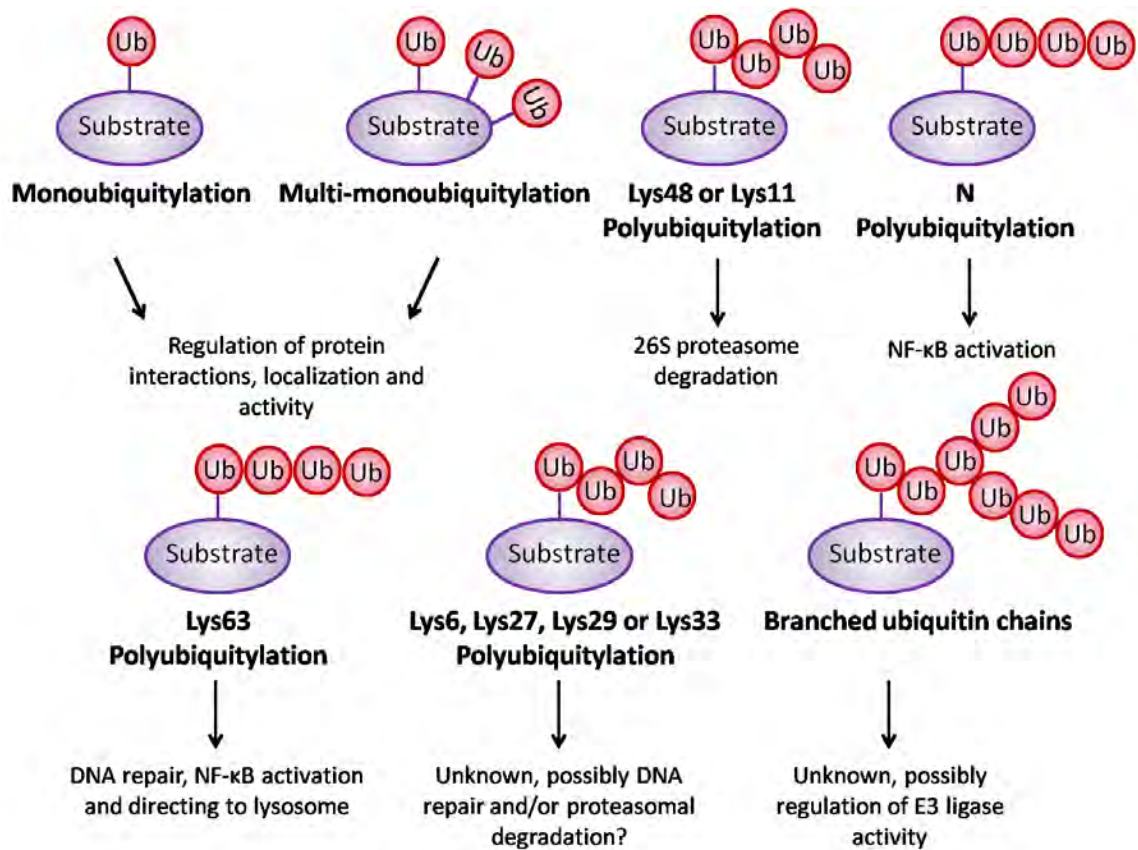 Ub
Substrate
Monoubiquitylation
Ub
Ub
Ub
Substrate
Multi-monoubiquitylation
Regulation of protein
interactions, localization and
activity
Ub
Ub
Ub
Ub
Substrate
Lys48 or Lys11
Polyubiquitylation
26S proteasome
degradation
Ub Ub Ub Ub
Substrate
N
Polyubiquitylation
NF-κB activation
Ub Ub Ub Ub
Substrate
Lys63
Polyubiquitylation
DNA repair, NF-κB activation
and directing to lysosome
Ub
Ub
Ub
Ub
Substrate
Lys6, Lys27, Lys29 or Lys33
Polyubiquitylation
Unknown, possibly DNA
repair and/or proteasomal
degradation?
Ub
Ub
Ub
Ub
Ub
Ub
Ub
Ub
Substrate
Branched ubiquitin chains
Unknown, possibly
regulation of E3 ligase
activity